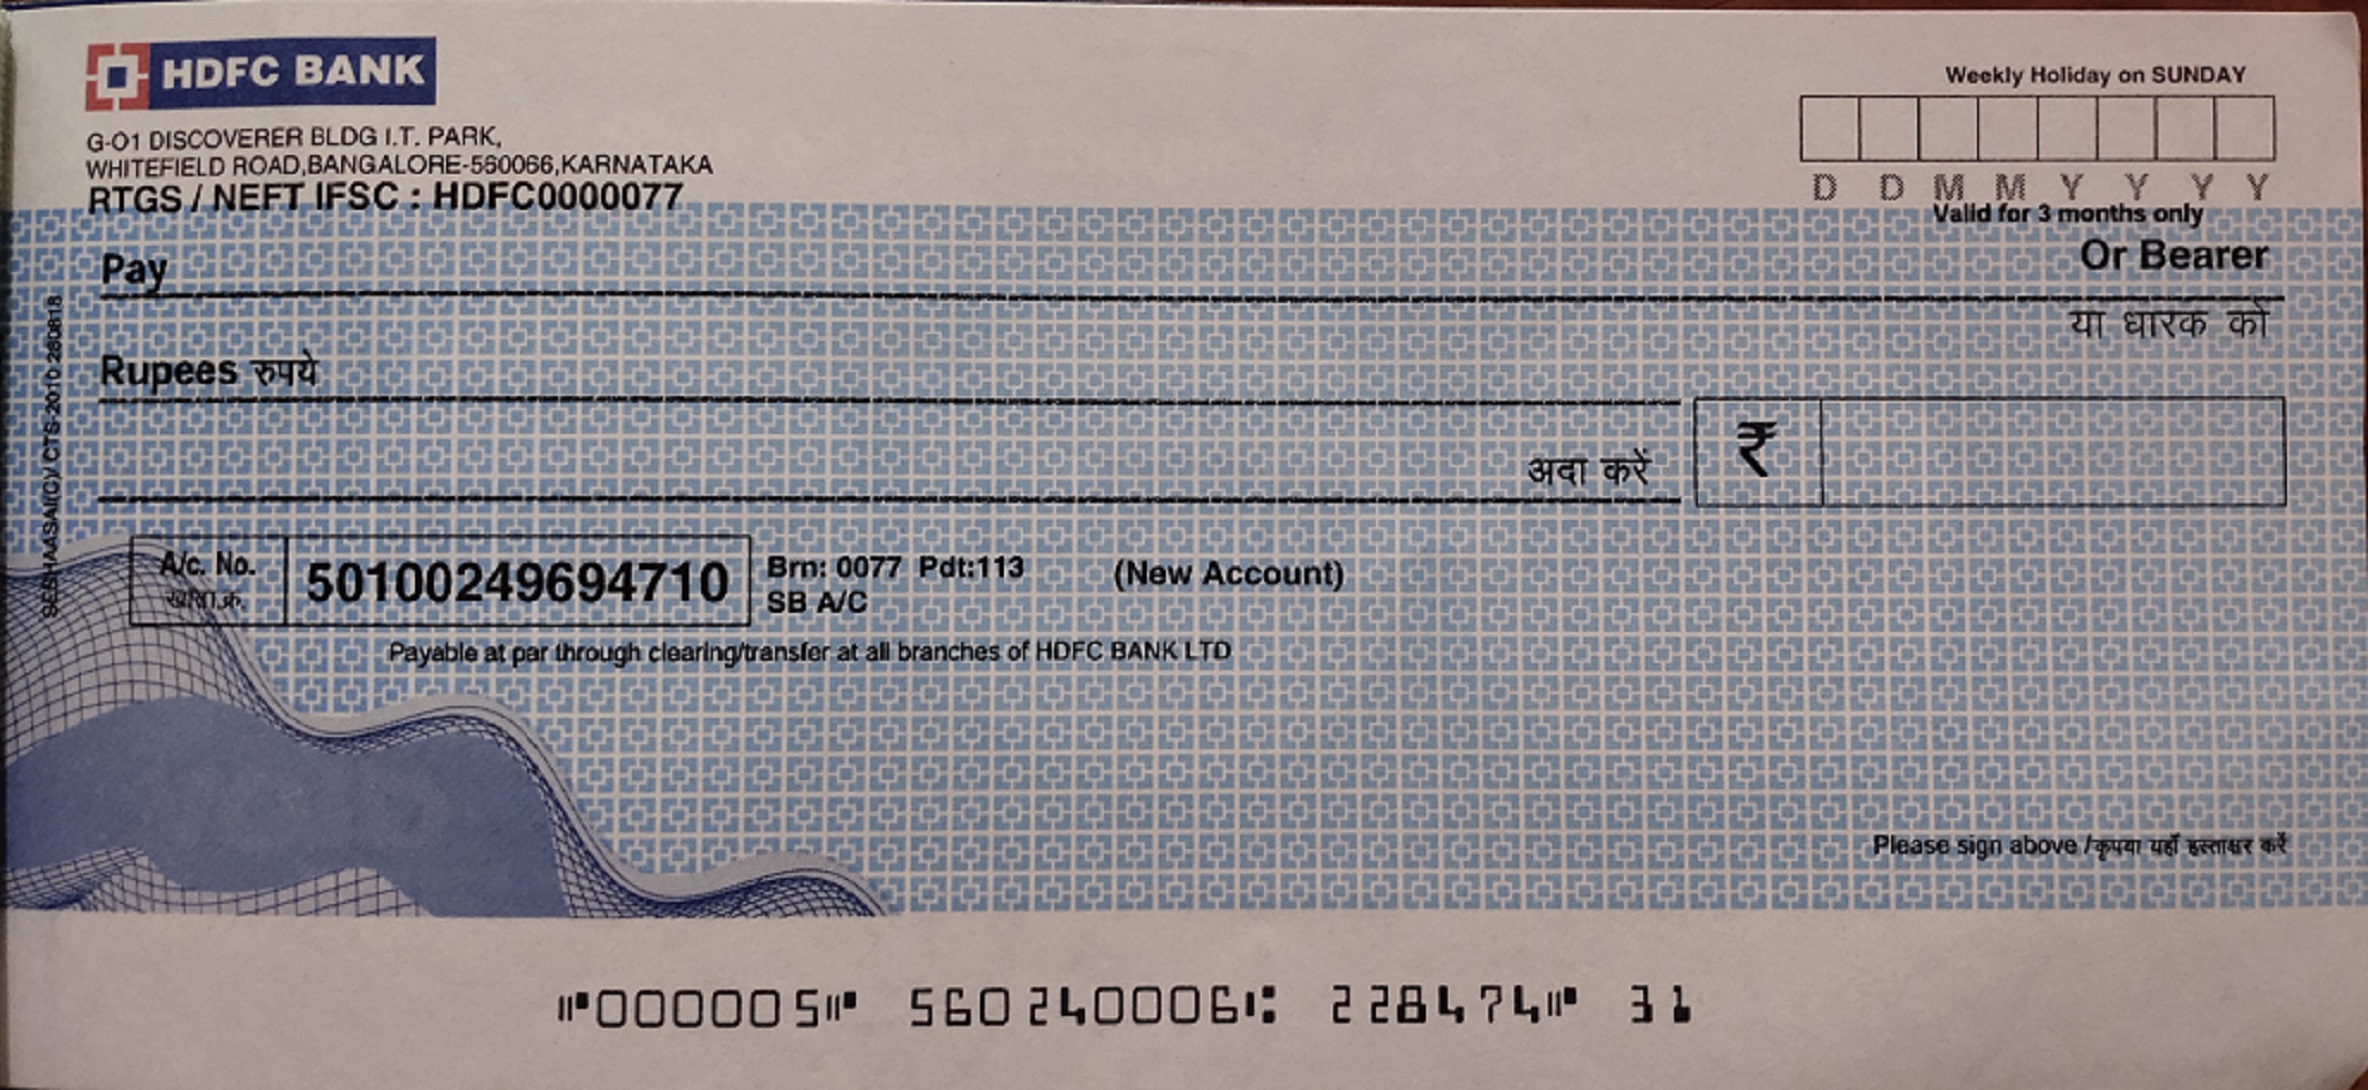 HDFC BANK
G-01 DISCOVERER BLDG I.T. PARK,
WHITEFIELD ROAD,BANGALORE-560066,KARNATAKA
RTGS / NEFT IFSC : HDFC0000077
Weekly Holiday on SUNDAY
D D M M Y Y Y Y
Valid for 3 months only
Pay
Or Bearer
या धारक को
Rupees रुपये
अदा करें
₹
A/c. No.
खाता क्र.
50100249694710
Brn: 0077 Pdt:113
SB A/C
(New Account)
Payable at par through clearing/transfer at all branches of HDFC BANK LTD
SESHAASAI(C)/ CTS-2010 280818
Please sign above /कृपया यहाँ हस्ताक्षर करें
⑈000005⑈ 560240006⑆ 228474⑈ 31